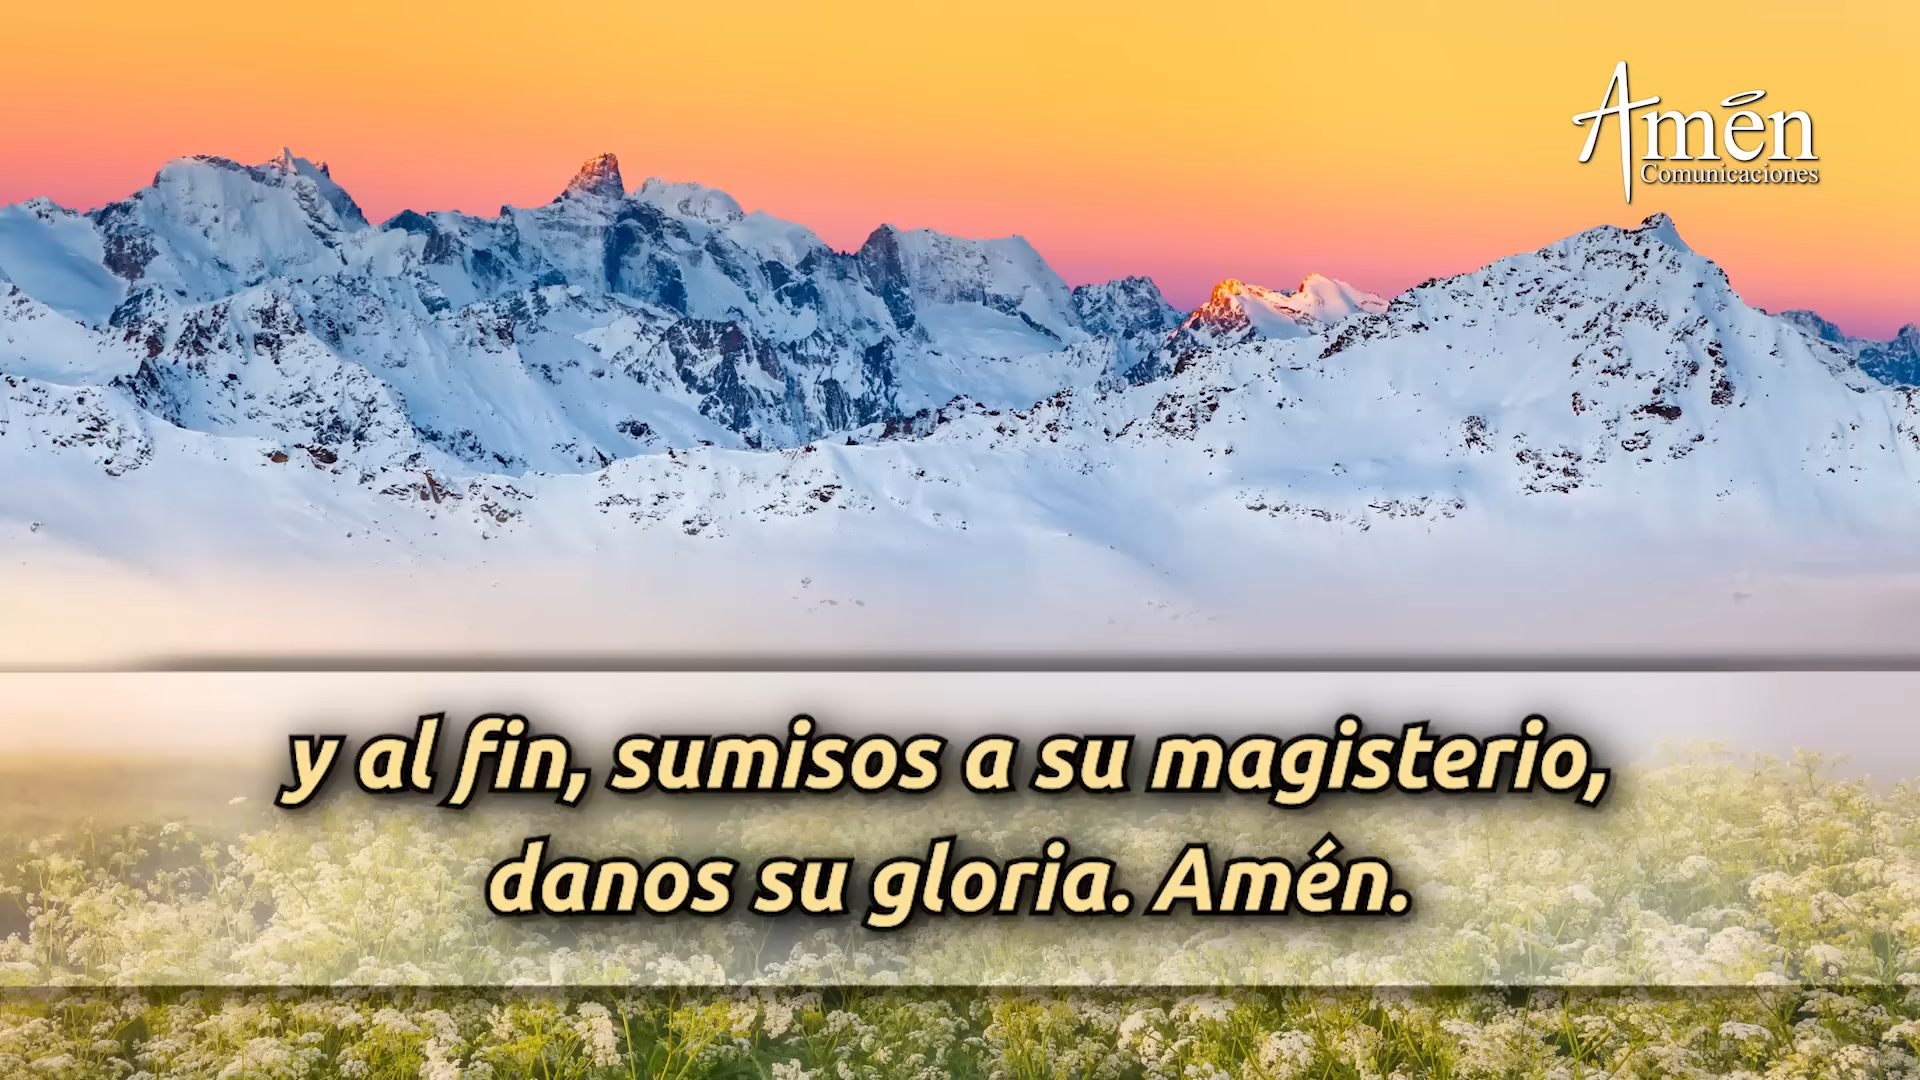 Amén
Comunicaciones
y al fin, sumisos a su magisterio,
danos su gloria. Amén.